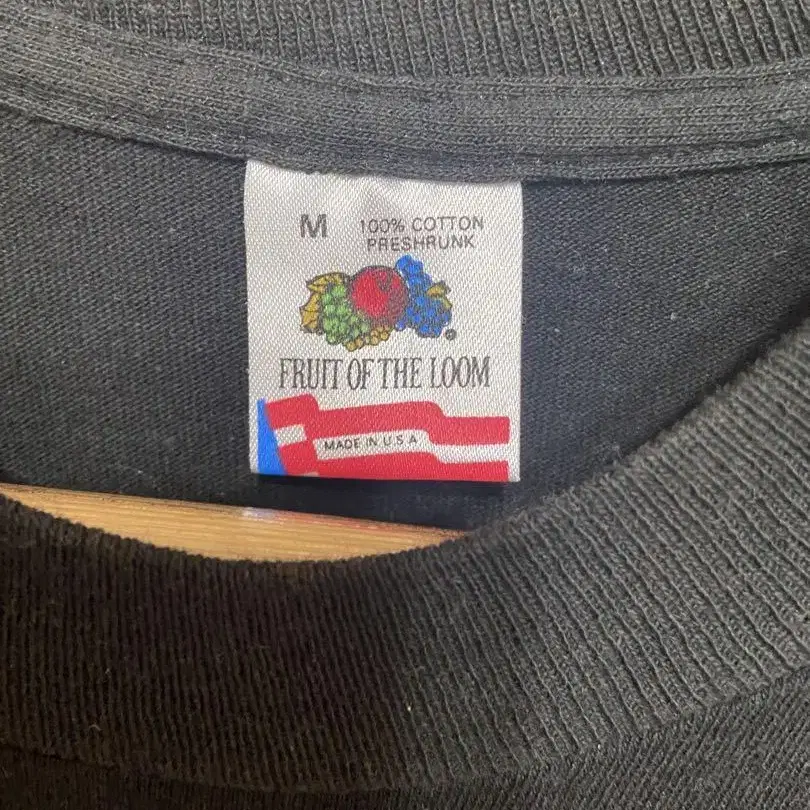 M
100% COTTON
PRESHRUNK
®
FRUIT OF THE LOOM
MADE IN U.S.A